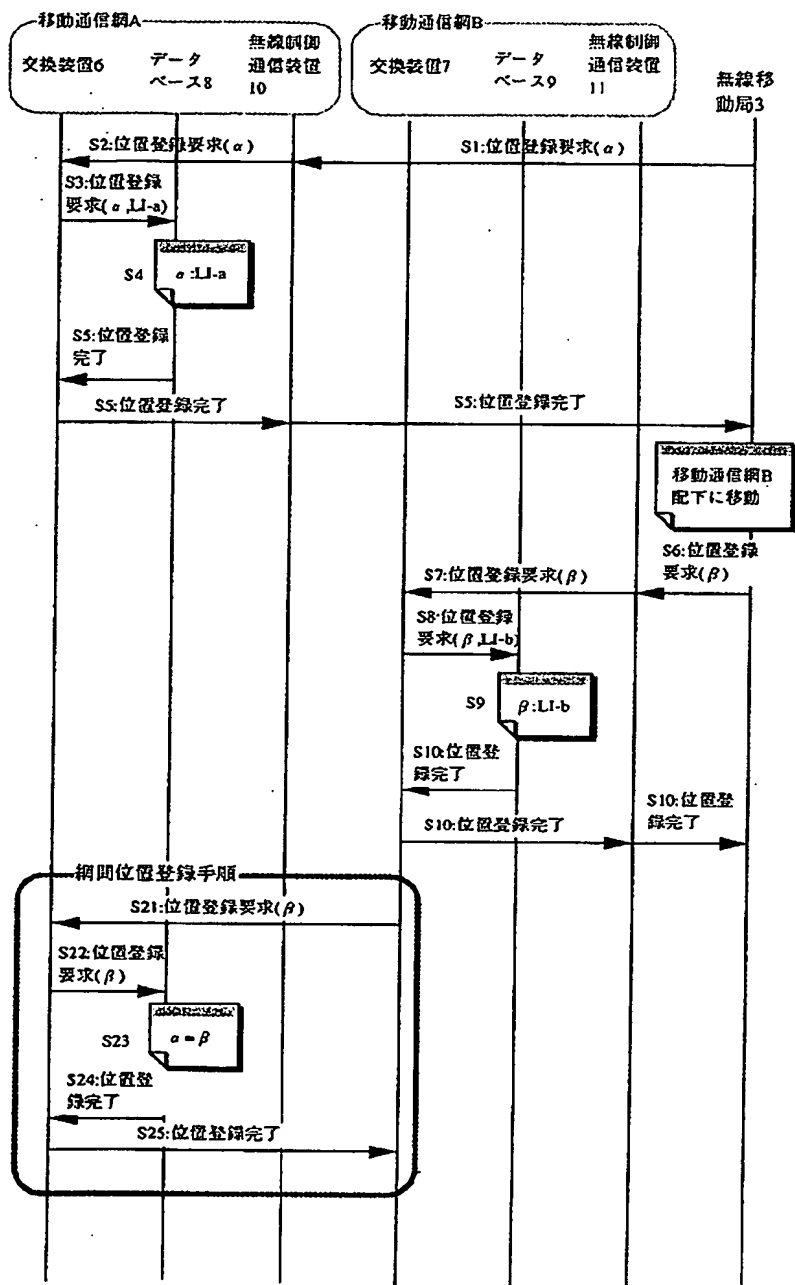 移動通信網A
移動通信網B
交換装置6
データ
ベース8
無線制御
通信装置
10
交換装置7
データ
ベース9
無線制御
通信装置
11
無線移
動局3
S2:位置登録要求(α)
S1:位置登録要求(α)
S3:位置登録
要求(α,LI-a)
S4
α:LI-a
S5:位置登録
完了
S5:位置登録完了
S5:位置登録完了
移動通信網B
配下に移動
S6:位置登録
要求(β)
S7:位置登録要求(β)
S8:位置登録
要求(β,LI-b)
S9
β:LI-b
S10:位置登
録完了
S10:位置登録完了
S10:位置登
録完了
網間位置登録手順
S21:位置登録要求(β)
S22:位置登録
要求(β)
S23
α=β
S24:位置登
録完了
S25:位置登録完了